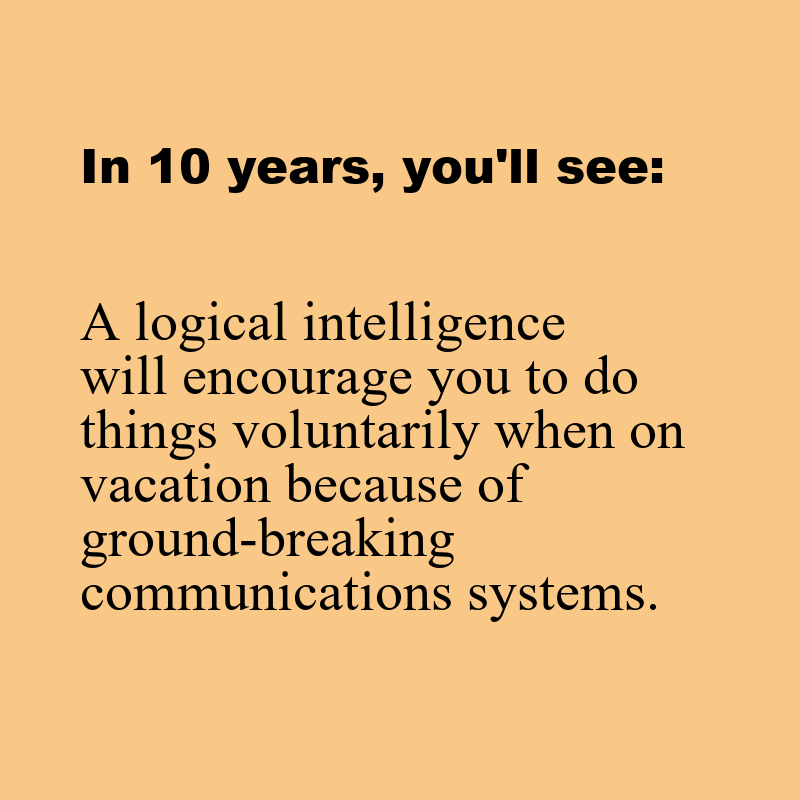 In 10 years, you'll see:
A logical intelligence
will encourage you to do
things voluntarily when on
vacation because of
ground-breaking
communications systems.